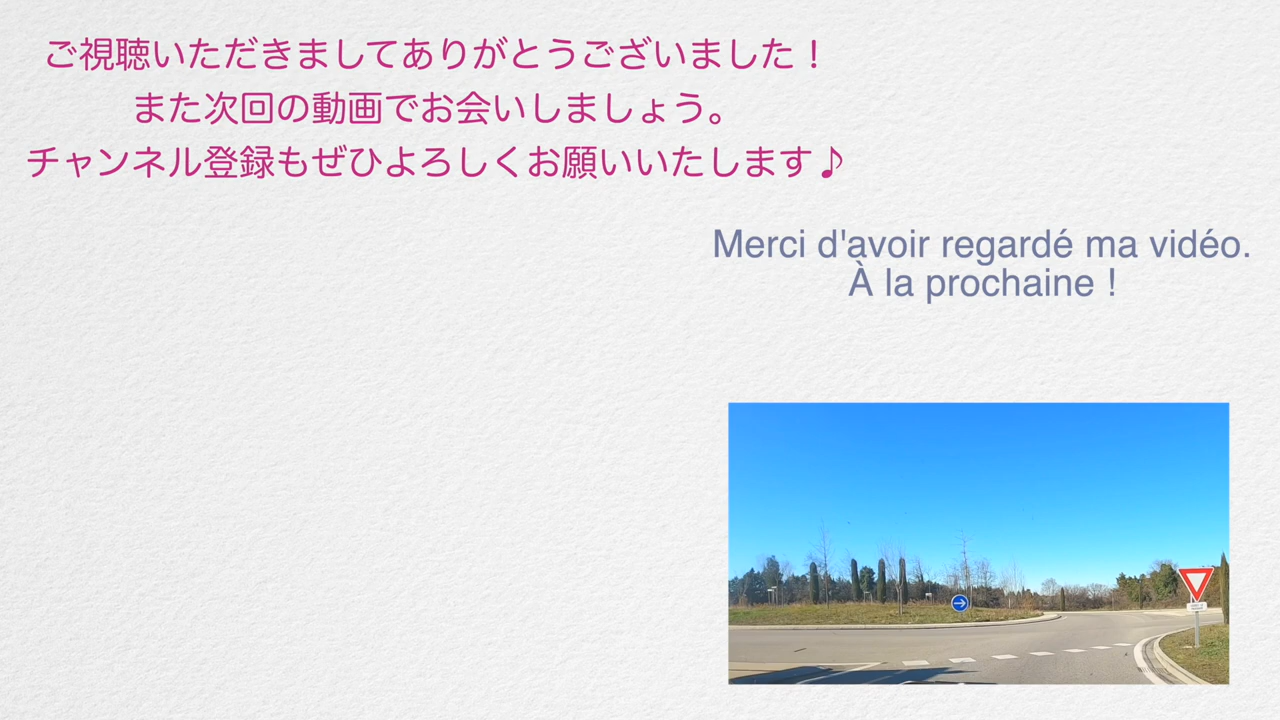 ご視聴いただきましてありがとうございました！
また次回の動画でお会いしましょう。
チャンネル登録もぜひよろしくお願いいたします♪
Merci d'avoir regardé ma vidéo.
À la prochaine !